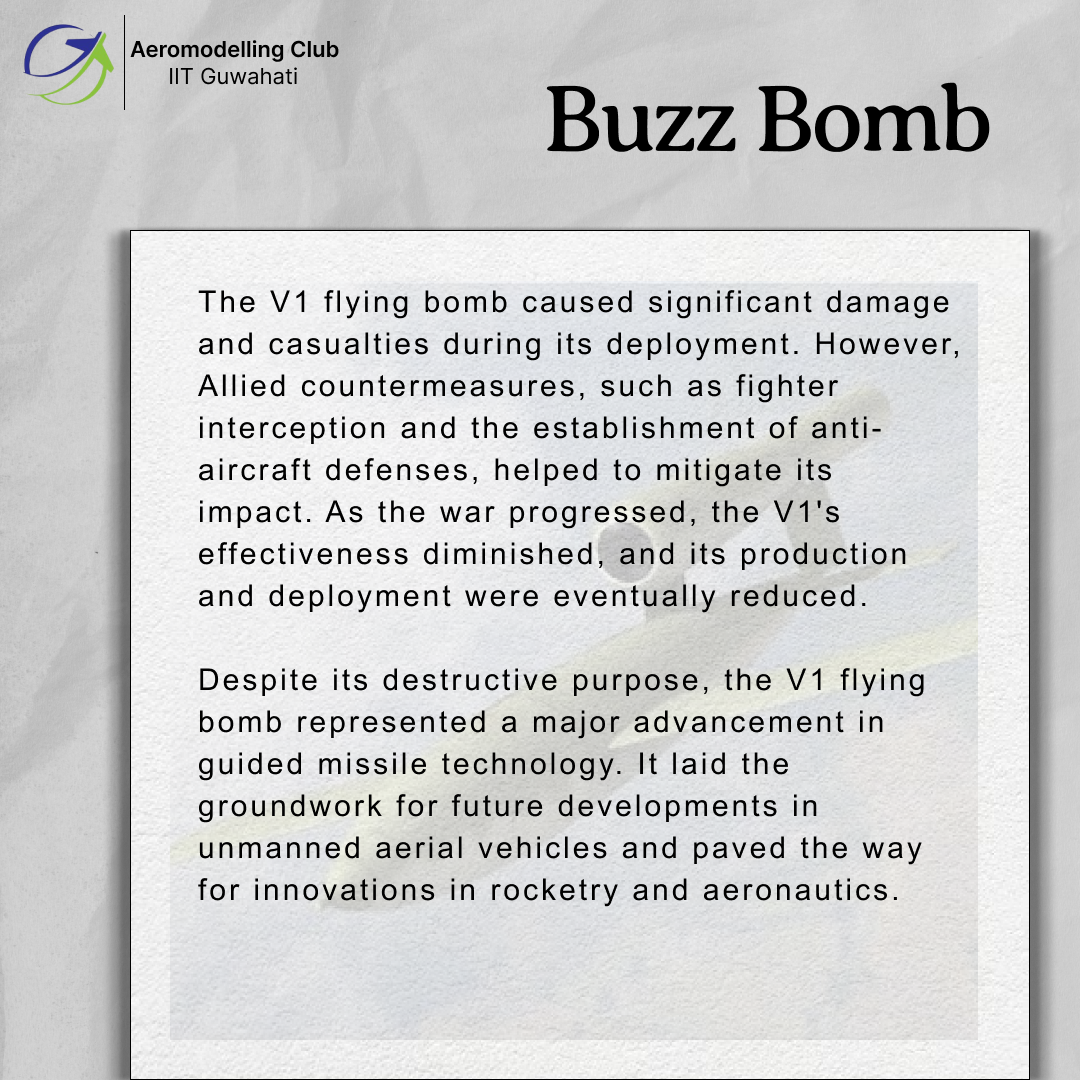 Aeromodelling Club
IIT Guwahati
Buzz Bomb
The V1 flying bomb caused significant damage
and casualties during its deployment. However,
Allied countermeasures, such as fighter
interception and the establishment of anti-
aircraft defenses, helped to mitigate its
impact. As the war progressed, the V1's
effectiveness diminished, and its production
and deployment were eventually reduced.
Despite its destructive purpose, the V1 flying
bomb represented a major advancement in
guided missile technology. It laid the
groundwork for future developments in
unmanned aerial vehicles and paved the way
for innovations in rocketry and aeronautics.